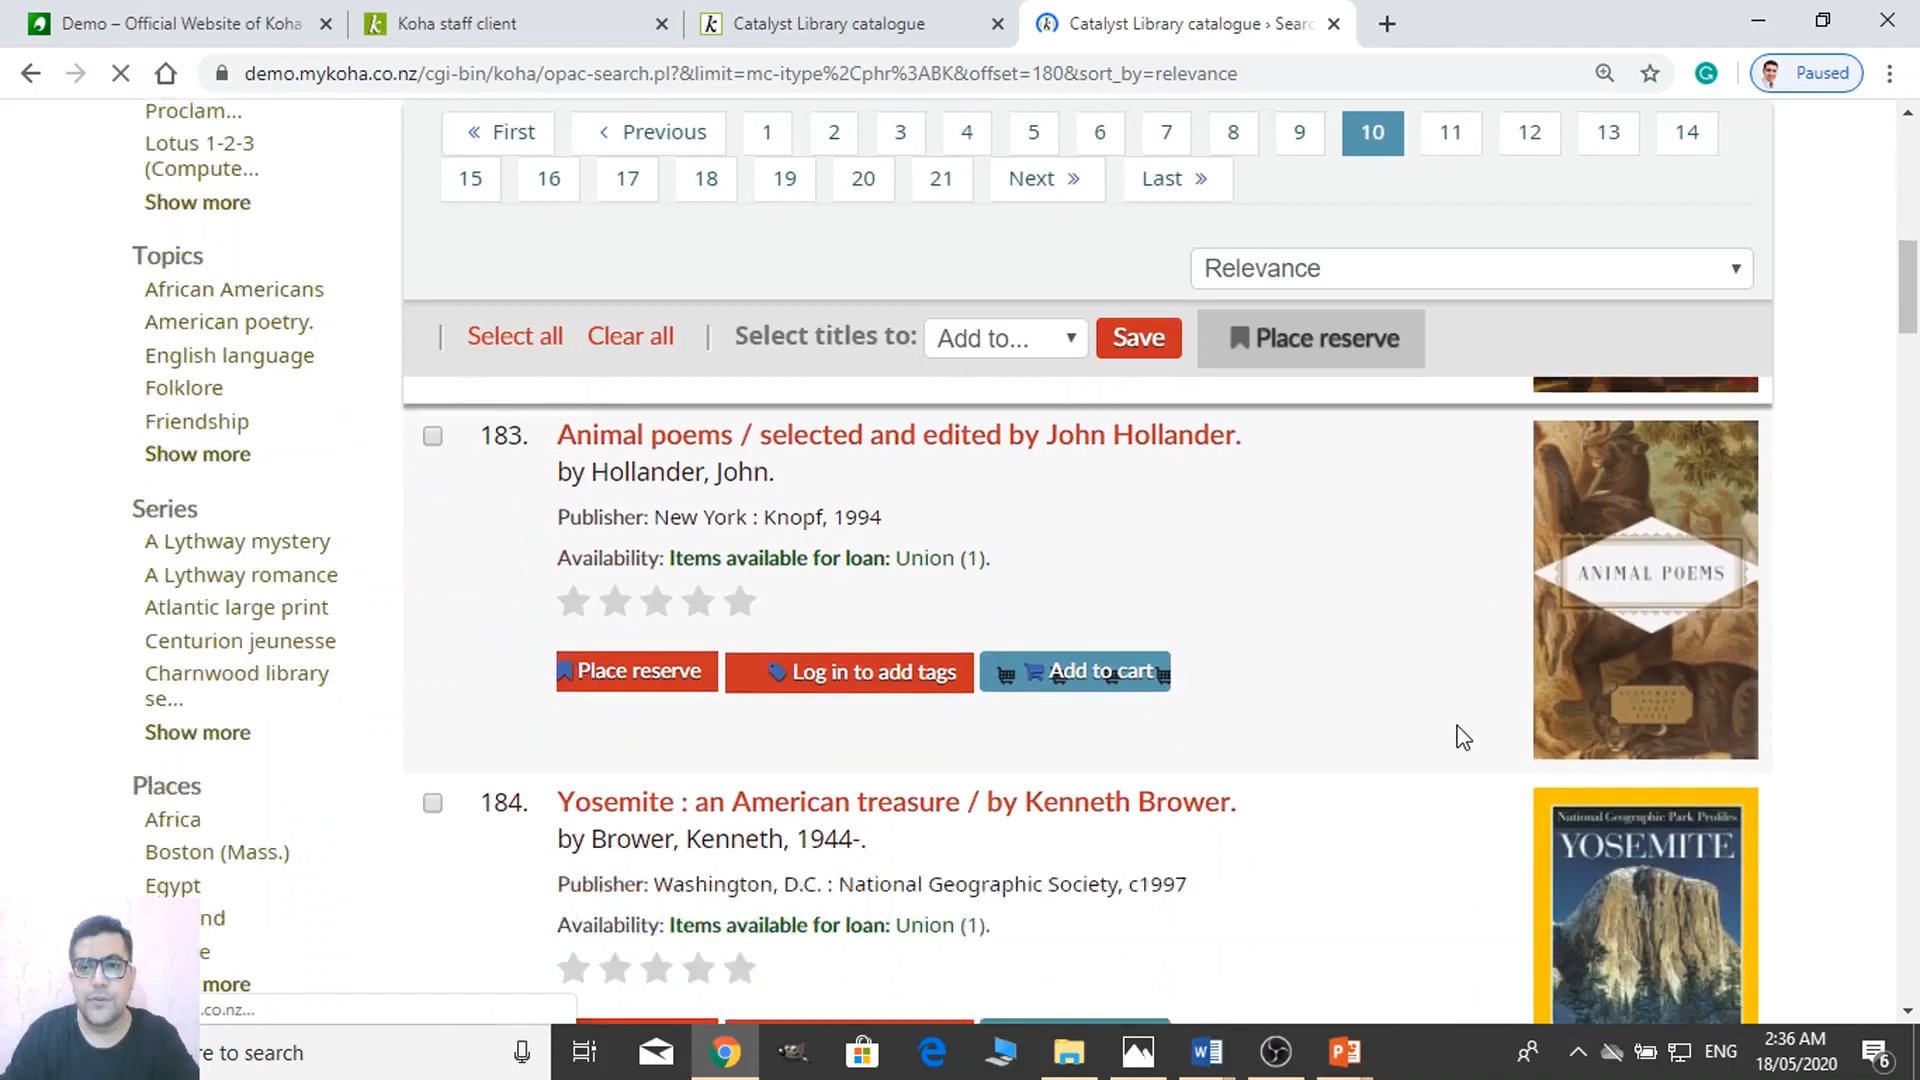 Demo – Official Website of Koha
Koha staff client
Catalyst Library catalogue
Catalyst Library catalogue › Searc
demo.mykoha.co.nz/cgi-bin/koha/opac-search.pl?&limit=mc-itype%2Cphr%3ABK&offset=180&sort_by=relevance
Paused
Proclam...
Lotus 1-2-3
(Compute...
Show more
Topics
African Americans
American poetry.
English language
Folklore
Friendship
Show more
Series
A Lythway mystery
A Lythway romance
Atlantic large print
Centurion jeunesse
Charnwood library
se...
Show more
Places
Africa
Boston (Mass.)
Egypt
nd
e
more
.co.nz...
« First ‹ Previous 1 2 3 4 5 6 7 8 9 10 11 12 13 14
15 16 17 18 19 20 21 Next » Last »
Relevance
| Select all Clear all | Select titles to: Add to... Save Place reserve
183. Animal poems / selected and edited by John Hollander.
by Hollander, John.
Publisher: New York : Knopf, 1994
Availability: Items available for loan: Union (1).
Place reserve Log in to add tags Add to cart
ANIMAL POEMS
184. Yosemite : an American treasure / by Kenneth Brower.
by Brower, Kenneth, 1944-.
Publisher: Washington, D.C. : National Geographic Society, c1997
Availability: Items available for loan: Union (1).
National Geographic Park Profiles
YOSEMITE
re to search
ENG
2:36 AM
18/05/2020
6